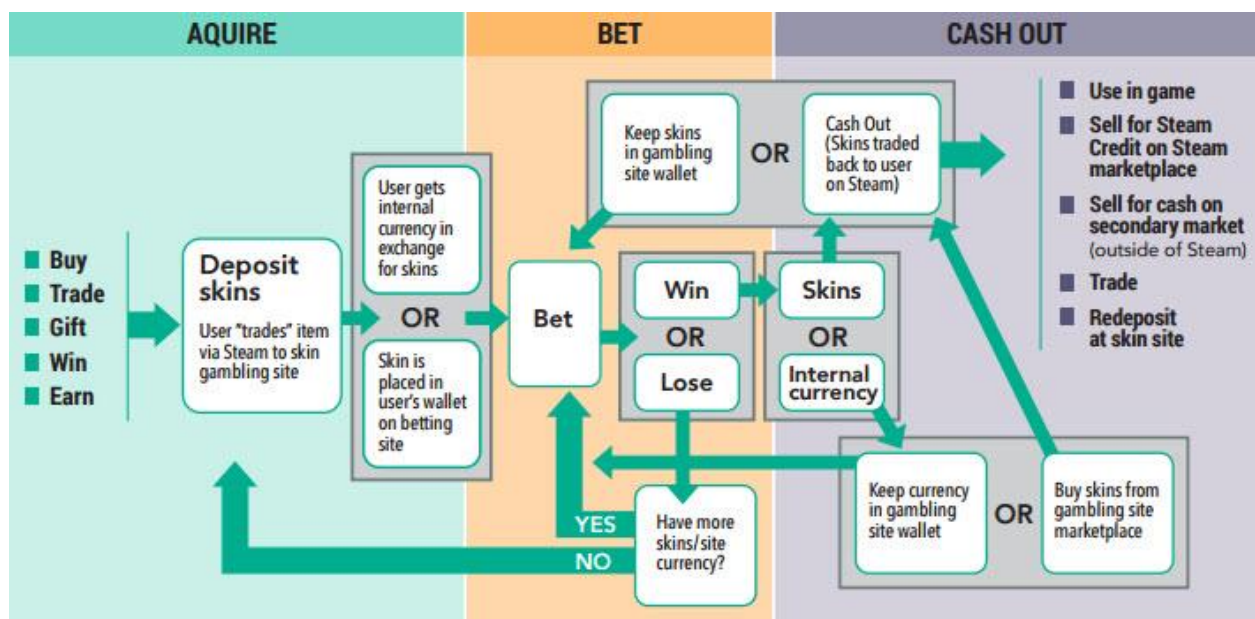 AQUIRE
BET
CASH OUT
Buy
Trade
Gift
Win
Earn
Deposit
skins
User "trades" item
via Steam to skin
gambling site
User gets
internal
currency in
exchange
for skins
OR
Skin is
placed in
user's wallet
on betting
site
Bet
Keep skins
in gambling
site wallet
OR
Cash Out
(Skins traded
back to user
on Steam)
Win
OR
Lose
Skins
OR
Internal
currency
YES
NO
Have more
skins/site
currency?
Keep currency
in gambling
site wallet
OR
Buy skins from
gambling site
marketplace
Use in game
Sell for Steam
Credit on Steam
marketplace
Sell for cash on
secondary market
(outside of Steam)
Trade
Redeposit
at skin site